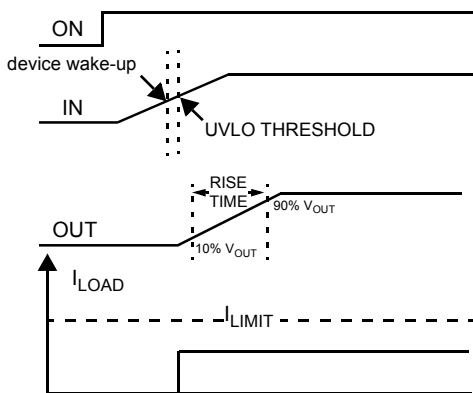 ON
device wake-up
IN
UVLO THRESHOLD
RISE
TIME
90% VOUT
OUT
10% VOUT
ILOAD
ILIMIT